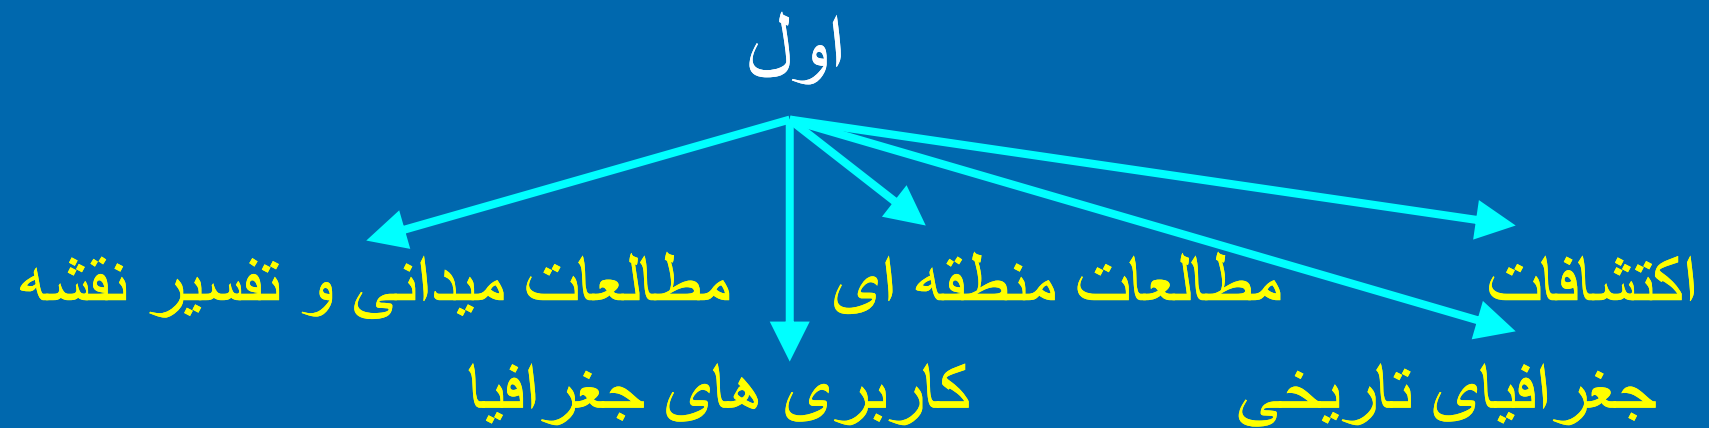 اول
اکتشافات
مطالعات منطقه ای
مطالعات میدانی و تفسیر نقشه
جغرافیای تاریخی
کاربری های جغرافیا